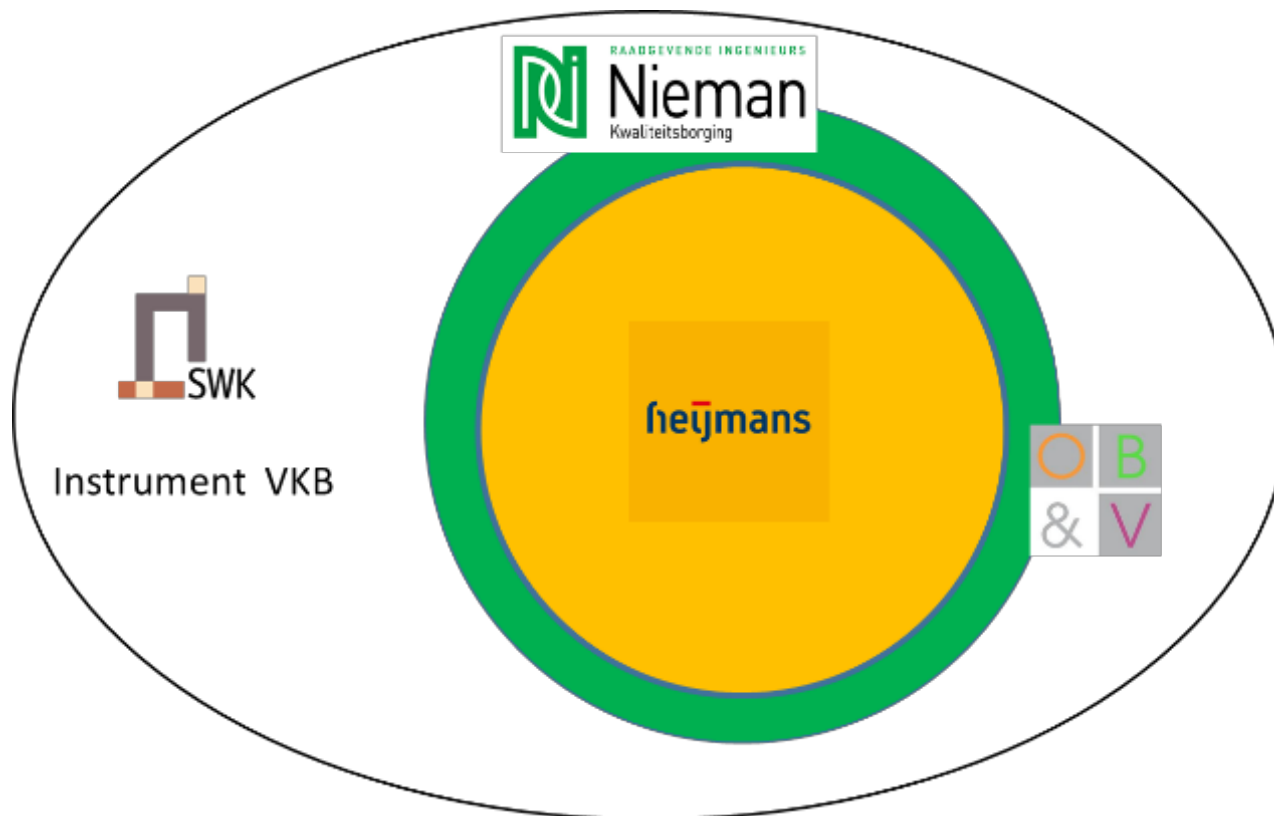 RAADGEVENDE INGENIEURS
Nieman
Kwaliteitsborging
SWK
Instrument VKB
heijmans
O B
& V